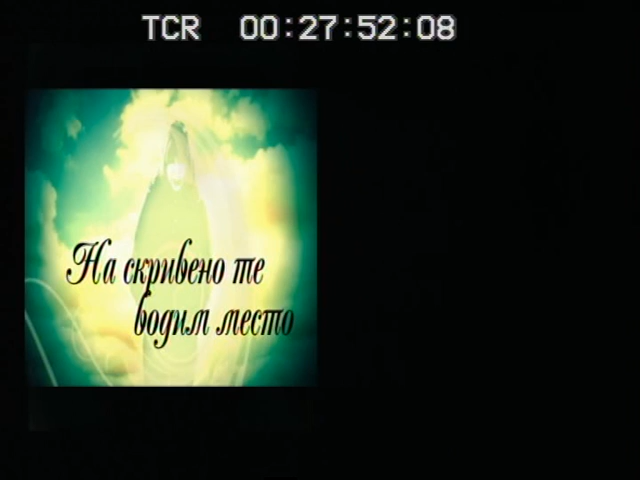 TCR 00:27:52:08
На скривено те
водим место